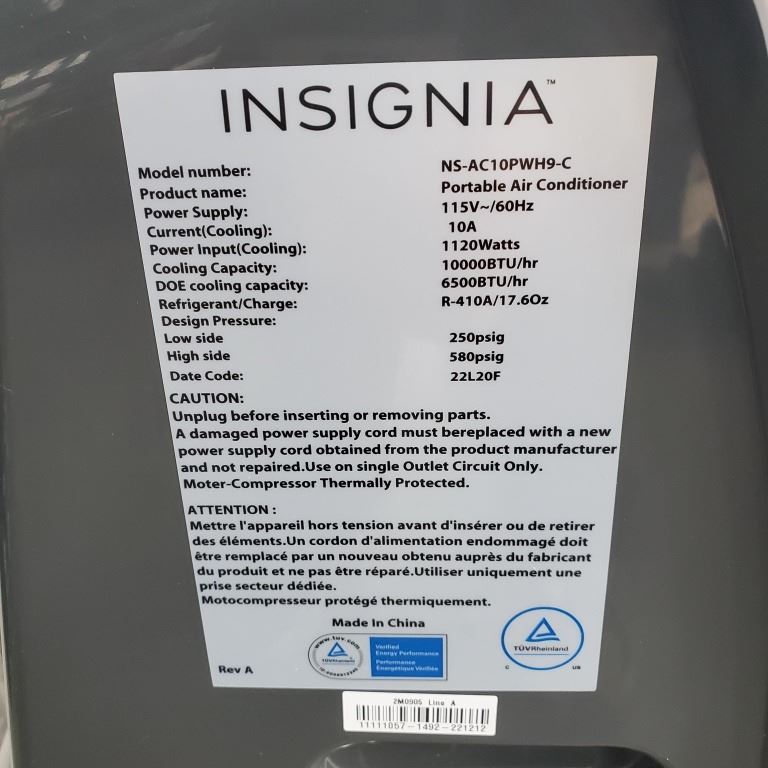 INSIGNIA™
Model number: NS-AC10PWH9-C
Product name: Portable Air Conditioner
Power Supply: 115V~/60Hz
Current(Cooling): 10A
Power Input(Cooling): 1120Watts
Cooling Capacity: 10000BTU/hr
DOE cooling capacity: 6500BTU/hr
Refrigerant/Charge: R-410A/17.6Oz
Design Pressure:
Low side 250psig
High side 580psig
Date Code: 22L20F
CAUTION:
Unplug before inserting or removing parts.
A damaged power supply cord must bereplaced with a new
power supply cord obtained from the product manufacturer
and not repaired.Use on single Outlet Circuit Only.
Moter-Compressor Thermally Protected.
ATTENTION :
Mettre l'appareil hors tension avant d'insérer ou de retirer
des éléments.Un cordon d'alimentation endommagé doit
être remplacé par un nouveau obtenu auprès du fabricant
du produit et ne pas être réparé.Utiliser uniquement une
prise secteur dédiée.
Motocompresseur protégé thermiquement.
Made In China
www.tuv.com
TÜVRheinland
Verified
Energy Performance
Performance
Énergétique Vérifiée
TÜVRheinland
C US
Rev A
2M0905 Line A
11111057-1492-221212